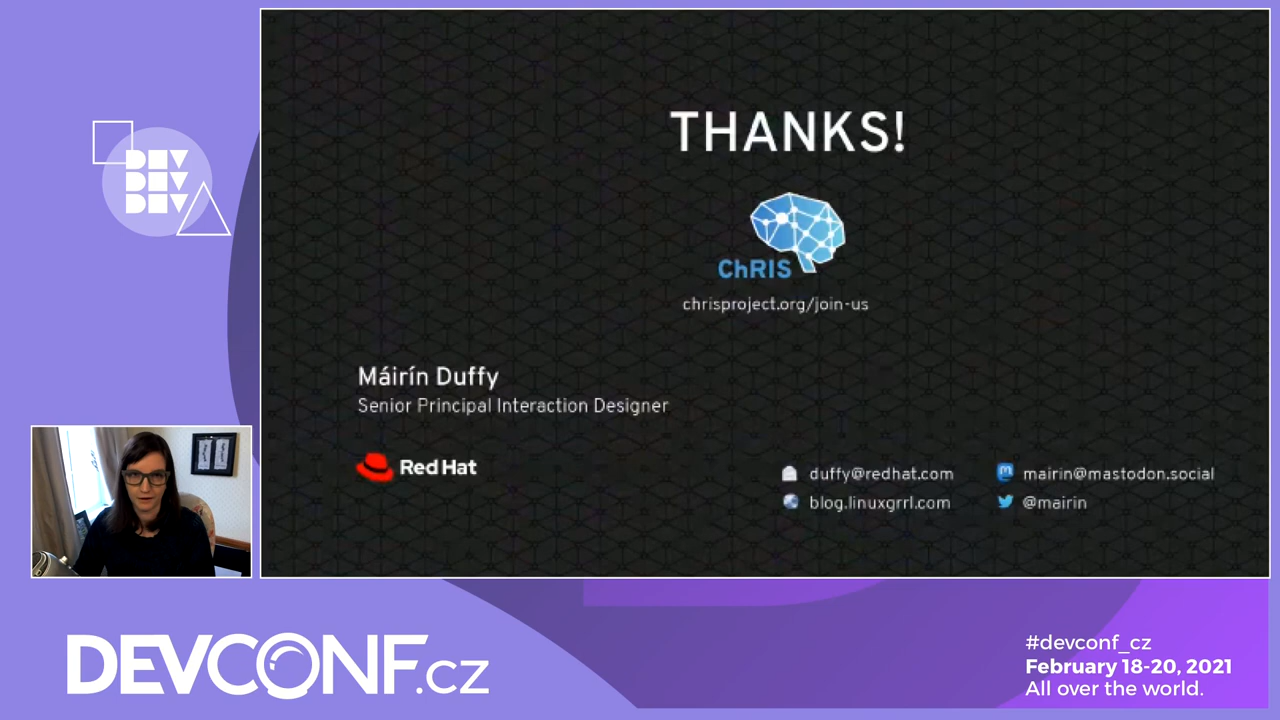 DEV
DEV
DEV
THANKS!
ChRIS
chrisproject.org/join-us
Máirín Duffy
Senior Principal Interaction Designer
Red Hat
duffy@redhat.com
mairin@mastodon.social
blog.linuxgrrl.com
@mairin
DEVCONF.cz
#devconf_cz
February 18-20, 2021
All over the world.